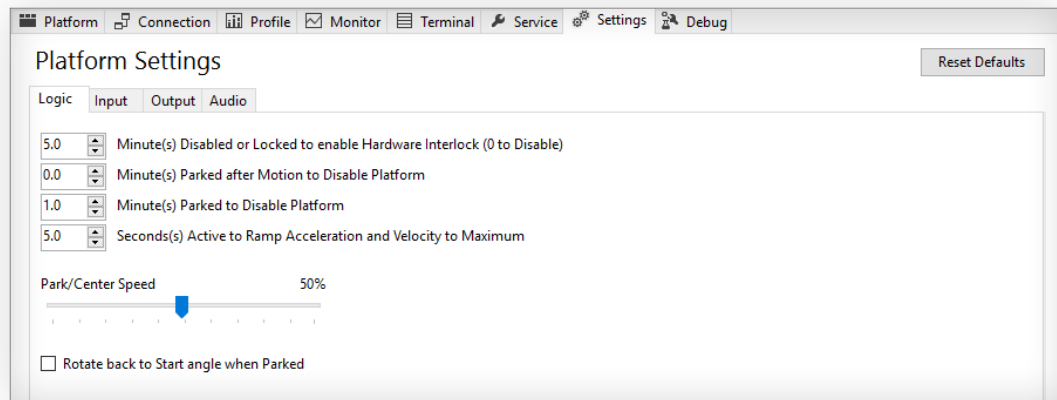 Platform Connection Profile Monitor Terminal Service Settings Debug
Platform Settings
Reset Defaults
Logic Input Output Audio
5.0 Minute(s) Disabled or Locked to enable Hardware Interlock (0 to Disable)
0.0 Minute(s) Parked after Motion to Disable Platform
1.0 Minute(s) Parked to Disable Platform
5.0 Seconds(s) Active to Ramp Acceleration and Velocity to Maximum
Park/Center Speed 50%
Rotate back to Start angle when Parked